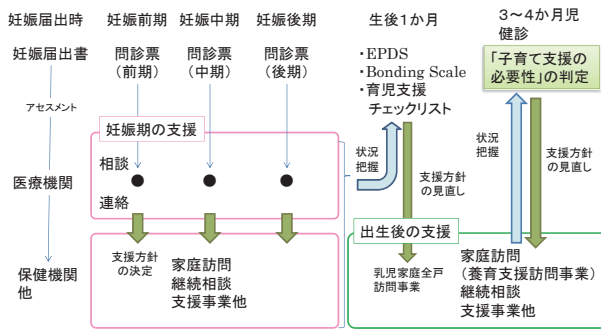 妊娠届出時
妊娠前期
妊娠中期
妊娠後期
生後1か月
3～4か月児
健診
妊娠届出書
問診票
(前期)
問診票
(中期)
問診票
(後期)
・EPDS
・Bonding Scale
・育児支援
チェックリスト
「子育て支援の
必要性」の判定
アセスメント
妊娠期の支援
相談
医療機関
連絡
状況
把握
支援方針
の見直し
状況
把握
支援方針
の見直し
出生後の支援
保健機関
他
支援方針
の決定
家庭訪問
継続相談
支援事業他
乳児家庭全戸
訪問事業
家庭訪問
(養育支援訪問事業)
継続相談
支援事業他